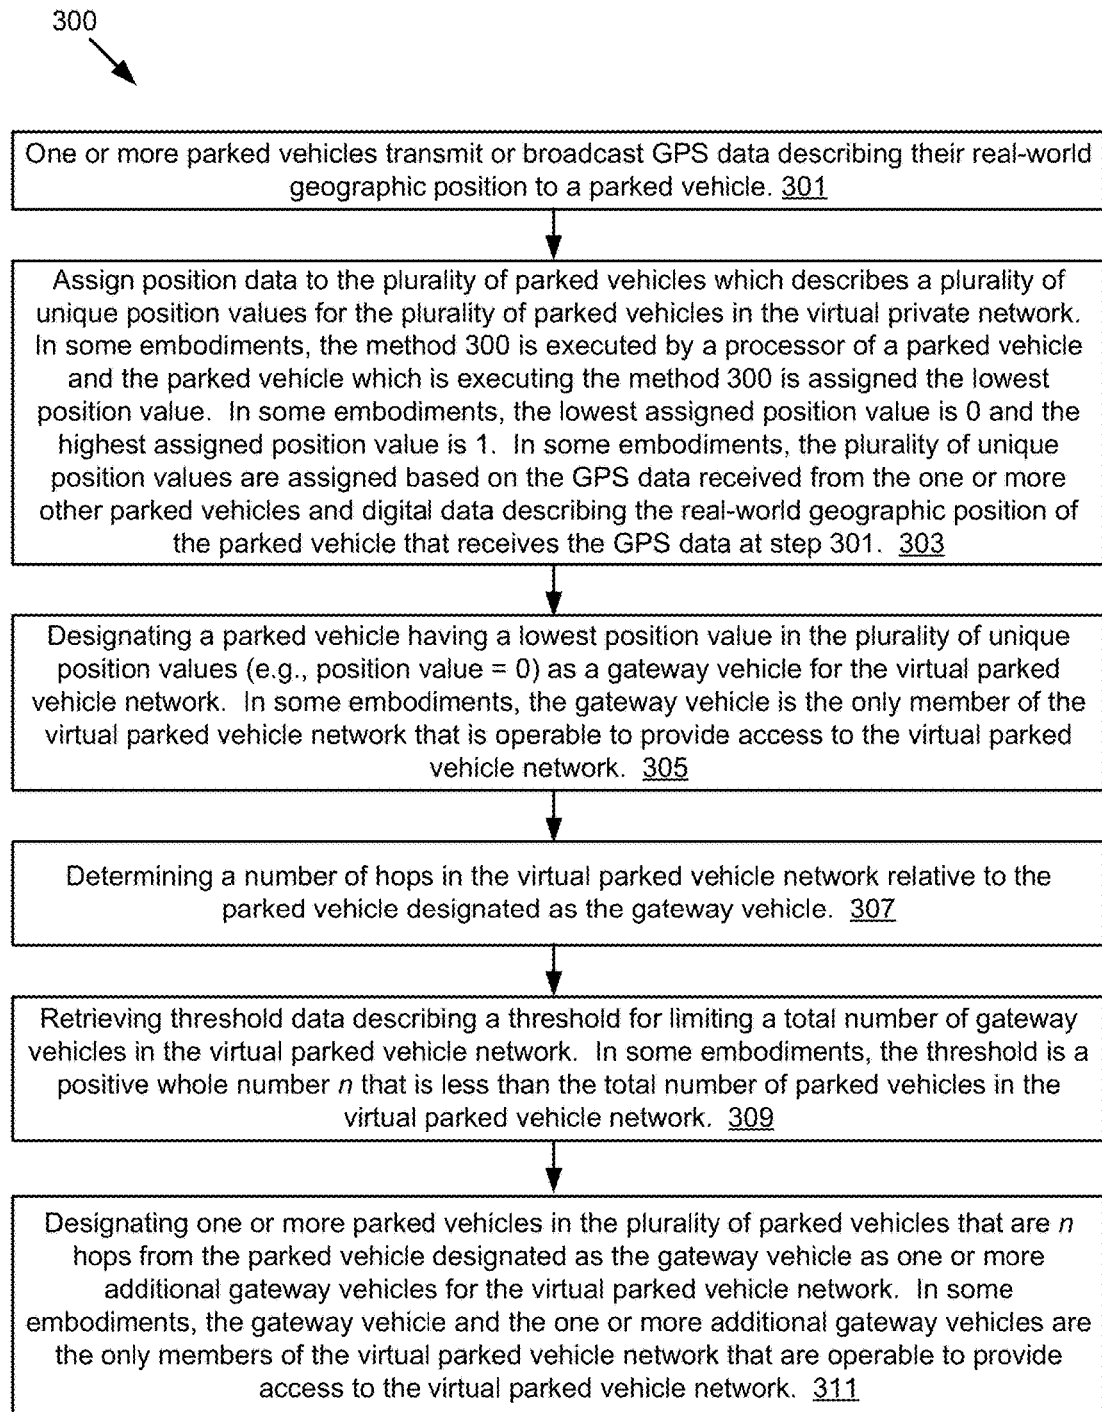 300
One or more parked vehicles transmit or broadcast GPS data describing their real-world
geographic position to a parked vehicle. 301
Assign position data to the plurality of parked vehicles which describes a plurality of
unique position values for the plurality of parked vehicles in the virtual private network.
In some embodiments, the method 300 is executed by a processor of a parked vehicle
and the parked vehicle which is executing the method 300 is assigned the lowest
position value. In some embodiments, the lowest assigned position value is 0 and the
highest assigned position value is 1. In some embodiments, the plurality of unique
position values are assigned based on the GPS data received from the one or more
other parked vehicles and digital data describing the real-world geographic position of
the parked vehicle that receives the GPS data at step 301. 303
Designating a parked vehicle having a lowest position value in the plurality of unique
position values (e.g., position value = 0) as a gateway vehicle for the virtual parked
vehicle network. In some embodiments, the gateway vehicle is the only member of the
virtual parked vehicle network that is operable to provide access to the virtual parked
vehicle network. 305
Determining a number of hops in the virtual parked vehicle network relative to the
parked vehicle designated as the gateway vehicle. 307
Retrieving threshold data describing a threshold for limiting a total number of gateway
vehicles in the virtual parked vehicle network. In some embodiments, the threshold is a
positive whole number n that is less than the total number of parked vehicles in the
virtual parked vehicle network. 309
Designating one or more parked vehicles in the plurality of parked vehicles that are n
hops from the parked vehicle designated as the gateway vehicle as one or more
additional gateway vehicles for the virtual parked vehicle network. In some
embodiments, the gateway vehicle and the one or more additional gateway vehicles are
the only members of the virtual parked vehicle network that are operable to provide
access to the virtual parked vehicle network. 311